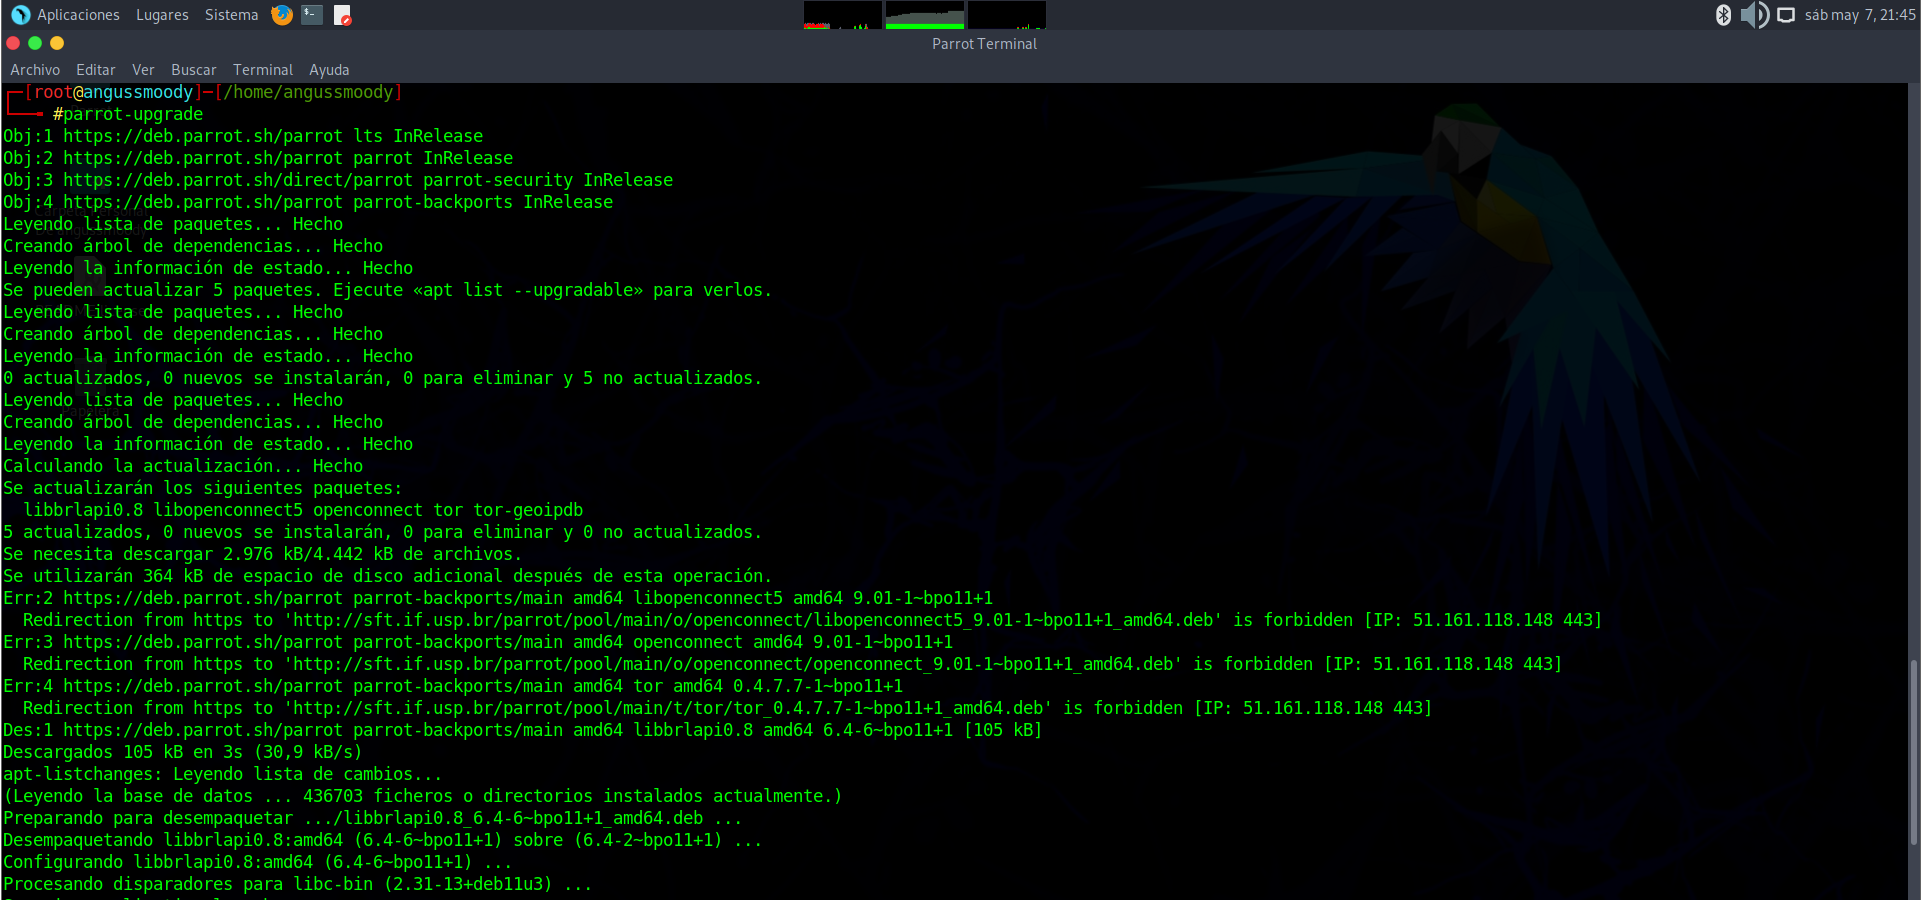 Aplicaciones Lugares Sistema sáb may 7, 21:45
Parrot Terminal
Archivo Editar Ver Buscar Terminal Ayuda
[root@angussmoody]─[/home/angussmoody]
#parrot-upgrade
Obj:1 https://deb.parrot.sh/parrot lts InRelease
Obj:2 https://deb.parrot.sh/parrot parrot InRelease
Obj:3 https://deb.parrot.sh/direct/parrot parrot-security InRelease
Obj:4 https://deb.parrot.sh/parrot parrot-backports InRelease
Leyendo lista de paquetes... Hecho
Creando árbol de dependencias... Hecho
Leyendo la información de estado... Hecho
Se pueden actualizar 5 paquetes. Ejecute «apt list --upgradable» para verlos.
Leyendo lista de paquetes... Hecho
Creando árbol de dependencias... Hecho
Leyendo la información de estado... Hecho
0 actualizados, 0 nuevos se instalarán, 0 para eliminar y 5 no actualizados.
Leyendo lista de paquetes... Hecho
Creando árbol de dependencias... Hecho
Leyendo la información de estado... Hecho
Calculando la actualización... Hecho
Se actualizarán los siguientes paquetes:
libbrlapi0.8 libopenconnect5 openconnect tor tor-geoipdb
5 actualizados, 0 nuevos se instalarán, 0 para eliminar y 0 no actualizados.
Se necesita descargar 2.976 kB/4.442 kB de archivos.
Se utilizarán 364 kB de espacio de disco adicional después de esta operación.
Err:2 https://deb.parrot.sh/parrot parrot-backports/main amd64 libopenconnect5 amd64 9.01-1~bpo11+1
Redirection from https to 'http://sft.if.usp.br/parrot/pool/main/o/openconnect/libopenconnect5_9.01-1~bpo11+1_amd64.deb' is forbidden [IP: 51.161.118.148 443]
Err:3 https://deb.parrot.sh/parrot parrot-backports/main amd64 openconnect amd64 9.01-1~bpo11+1
Redirection from https to 'http://sft.if.usp.br/parrot/pool/main/o/openconnect/openconnect_9.01-1~bpo11+1_amd64.deb' is forbidden [IP: 51.161.118.148 443]
Err:4 https://deb.parrot.sh/parrot parrot-backports/main amd64 tor amd64 0.4.7.7-1~bpo11+1
Redirection from https to 'http://sft.if.usp.br/parrot/pool/main/t/tor/tor_0.4.7.7-1~bpo11+1_amd64.deb' is forbidden [IP: 51.161.118.148 443]
Des:1 https://deb.parrot.sh/parrot parrot-backports/main amd64 libbrlapi0.8 amd64 6.4-6~bpo11+1 [105 kB]
Descargados 105 kB en 3s (30,9 kB/s)
apt-listchanges: Leyendo lista de cambios...
(Leyendo la base de datos ... 436703 ficheros o directorios instalados actualmente.)
Preparando para desempaquetar .../libbrlapi0.8_6.4-6~bpo11+1_amd64.deb ...
Desempaquetando libbrlapi0.8:amd64 (6.4-6~bpo11+1) sobre (6.4-2~bpo11+1) ...
Configurando libbrlapi0.8:amd64 (6.4-6~bpo11+1) ...
Procesando disparadores para libc-bin (2.31-13+deb11u3) ...